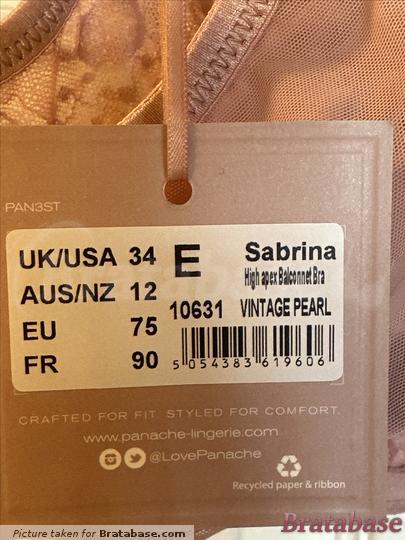 PAN3ST
UK/USA 34 E Sabrina
High apex Balconnet Bra
AUS/NZ 12 10631 VINTAGE PEARL
EU 75
FR 90
5 054383 619606
CRAFTED FOR FIT. STYLED FOR COMFORT.
www.panache-lingerie.com
@LovePanache
Recycled paper & ribbon
Picture taken for Bratabase.com
Bratabase